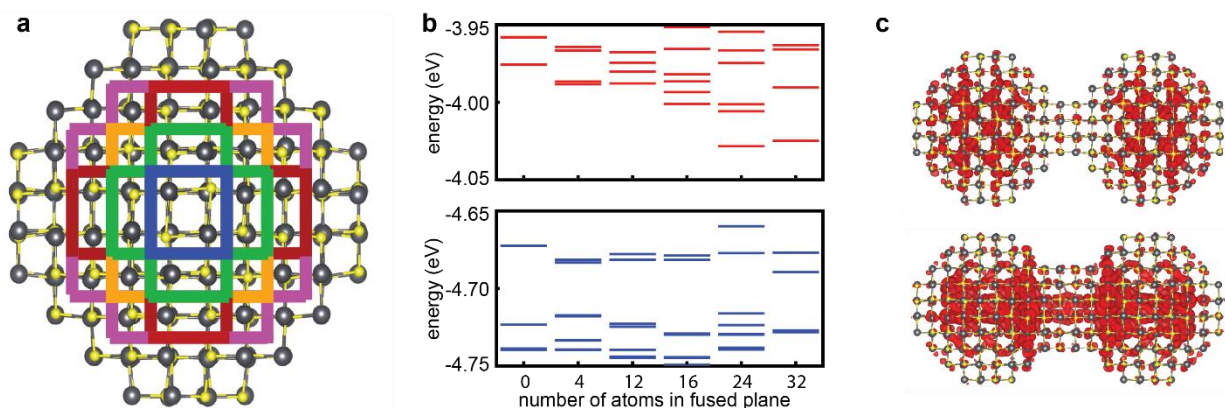 a
b
c
energy (eV)
-3.95
-4.00
-4.05
energy (eV)
-4.65
-4.70
-4.75
0 4 12 16 24 32
number of atoms in fused plane